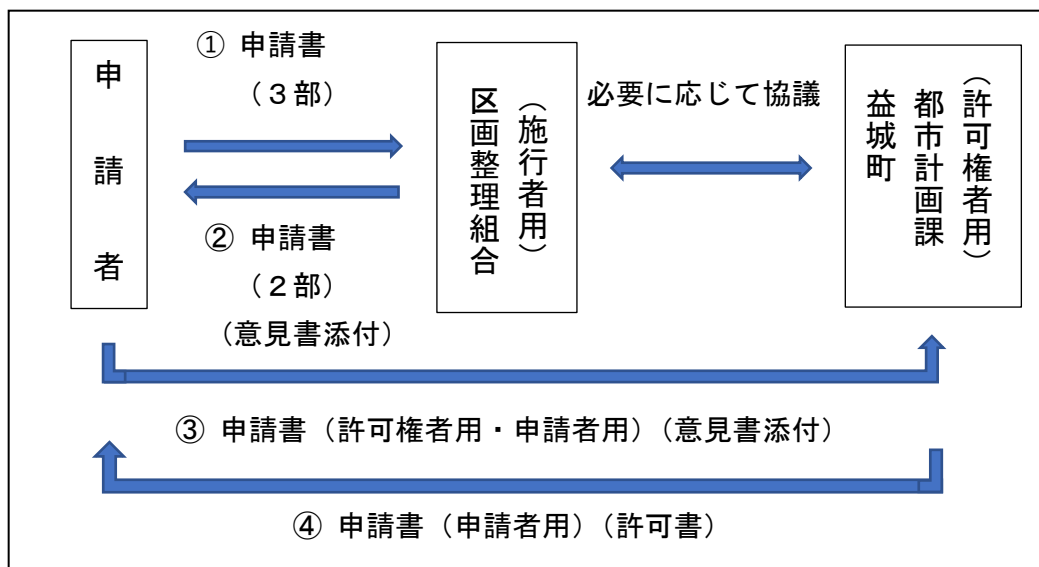 申請者
① 申請書
（３部）
② 申請書
（２部）
（意見書添付）
区画整理組合
（施行者用）
必要に応じて協議
益城町
都市計画課
（許可権者用）
③ 申請書（許可権者用・申請者用）（意見書添付）
④ 申請書（申請者用）（許可書）